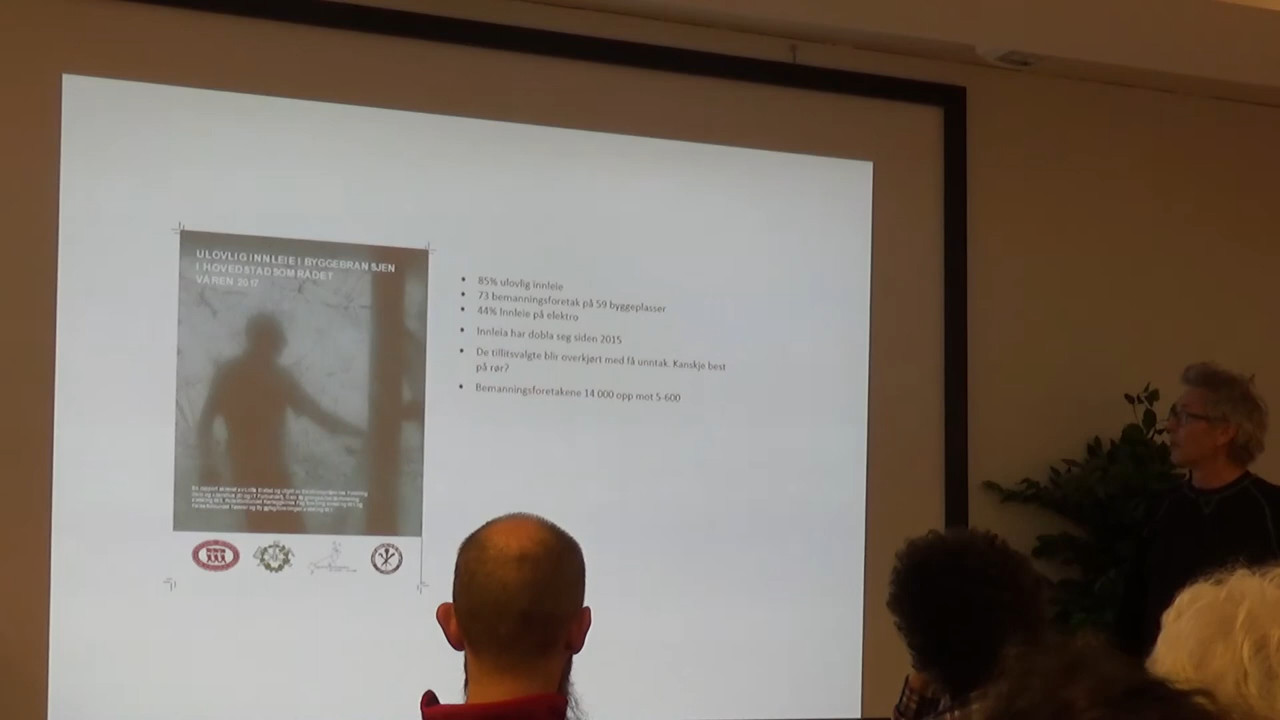 ULOVLIG INNLEIE I BYGGEBRANSJEN
I HOVEDSTADSOMRÅDET
VÅREN 2017
85% ulovlig innleie
73 bemanningsforetak på 59 byggeplasser
44% Innleie på elektro
Innleia har dobla seg siden 2015
De tillitsvalgte blir overkjørt med få unntak. Kanskje best
på rør?
Bemanningsforetakene 14 000 opp mot 5-600